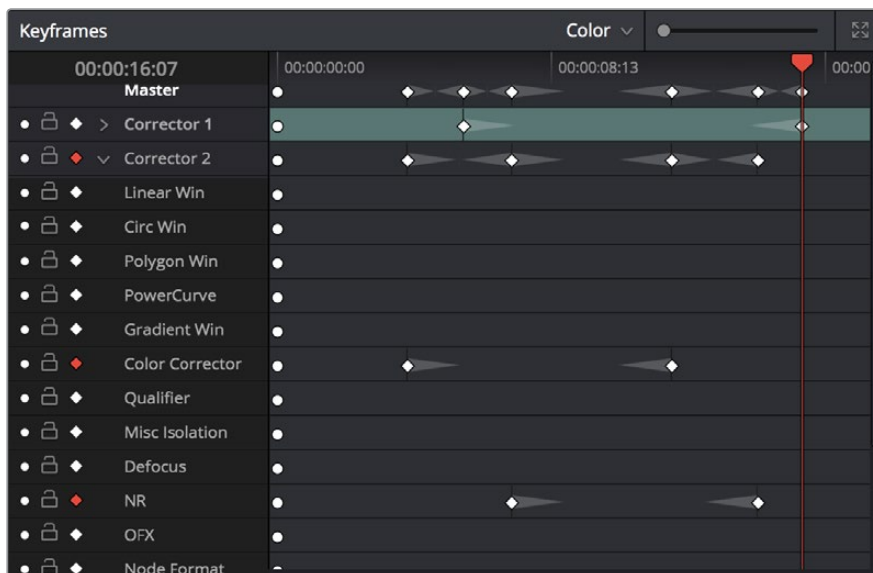 Keyframes Color
00:00:16:07 00:00:00:00 00:00:08:13 00:00
Master
Corrector 1
Corrector 2
Linear Win
Circ Win
Polygon Win
PowerCurve
Gradient Win
Color Corrector
Qualifier
Misc Isolation
Defocus
NR
OFX
Node Format